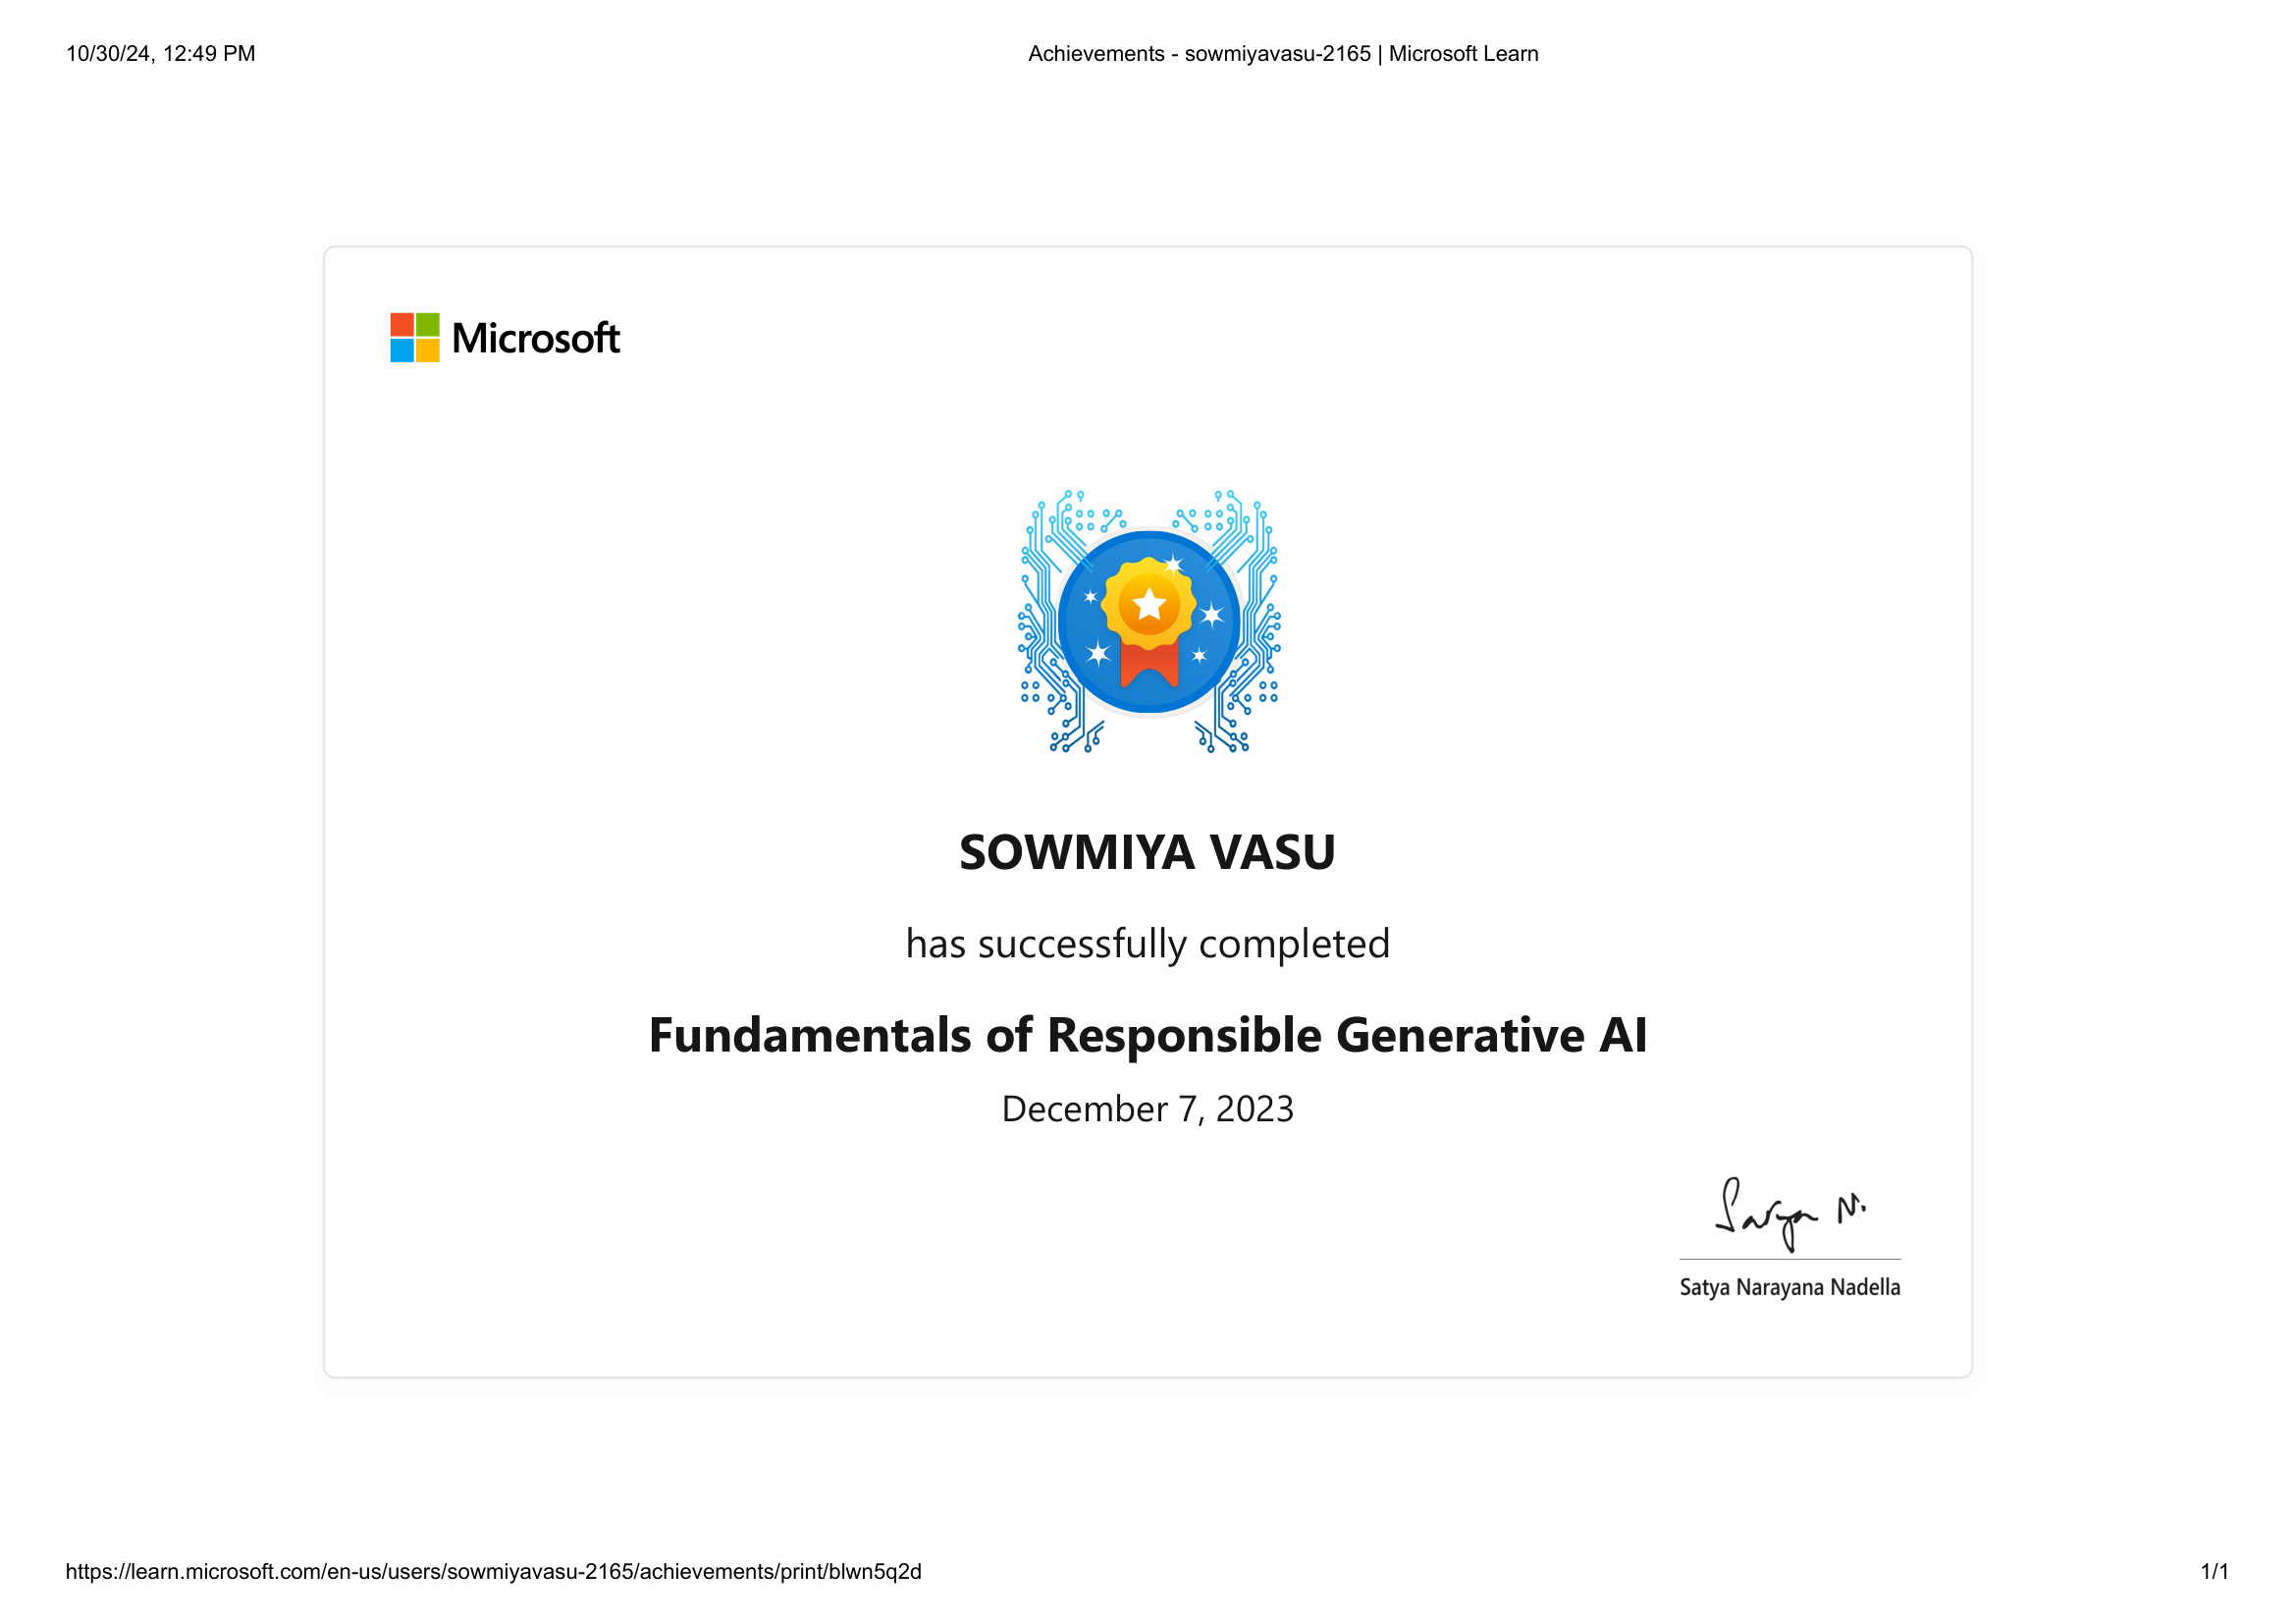 10/30/24, 12:49 PM
Achievements - sowmiyavasu-2165 | Microsoft Learn
Microsoft
SOWMIYA VASU
has successfully completed
Fundamentals of Responsible Generative AI
December 7, 2023
Satya N.
Satya Narayana Nadella
https://learn.microsoft.com/en-us/users/sowmiyavasu-2165/achievements/print/blwn5q2d
1/1